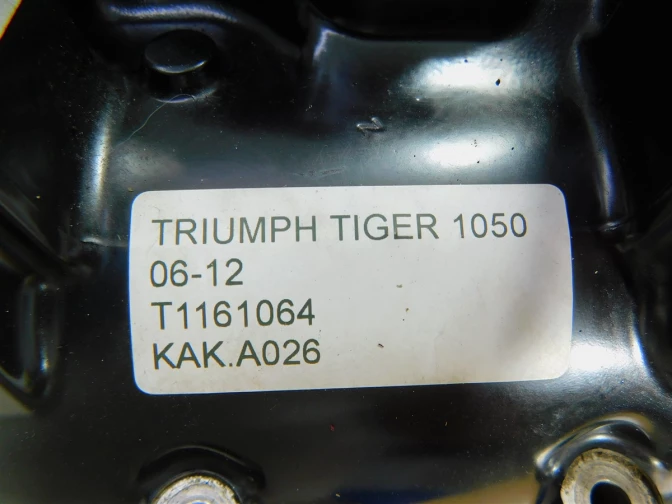 TRIUMPH TIGER 1050
06-12
T1161064
KAK.A026